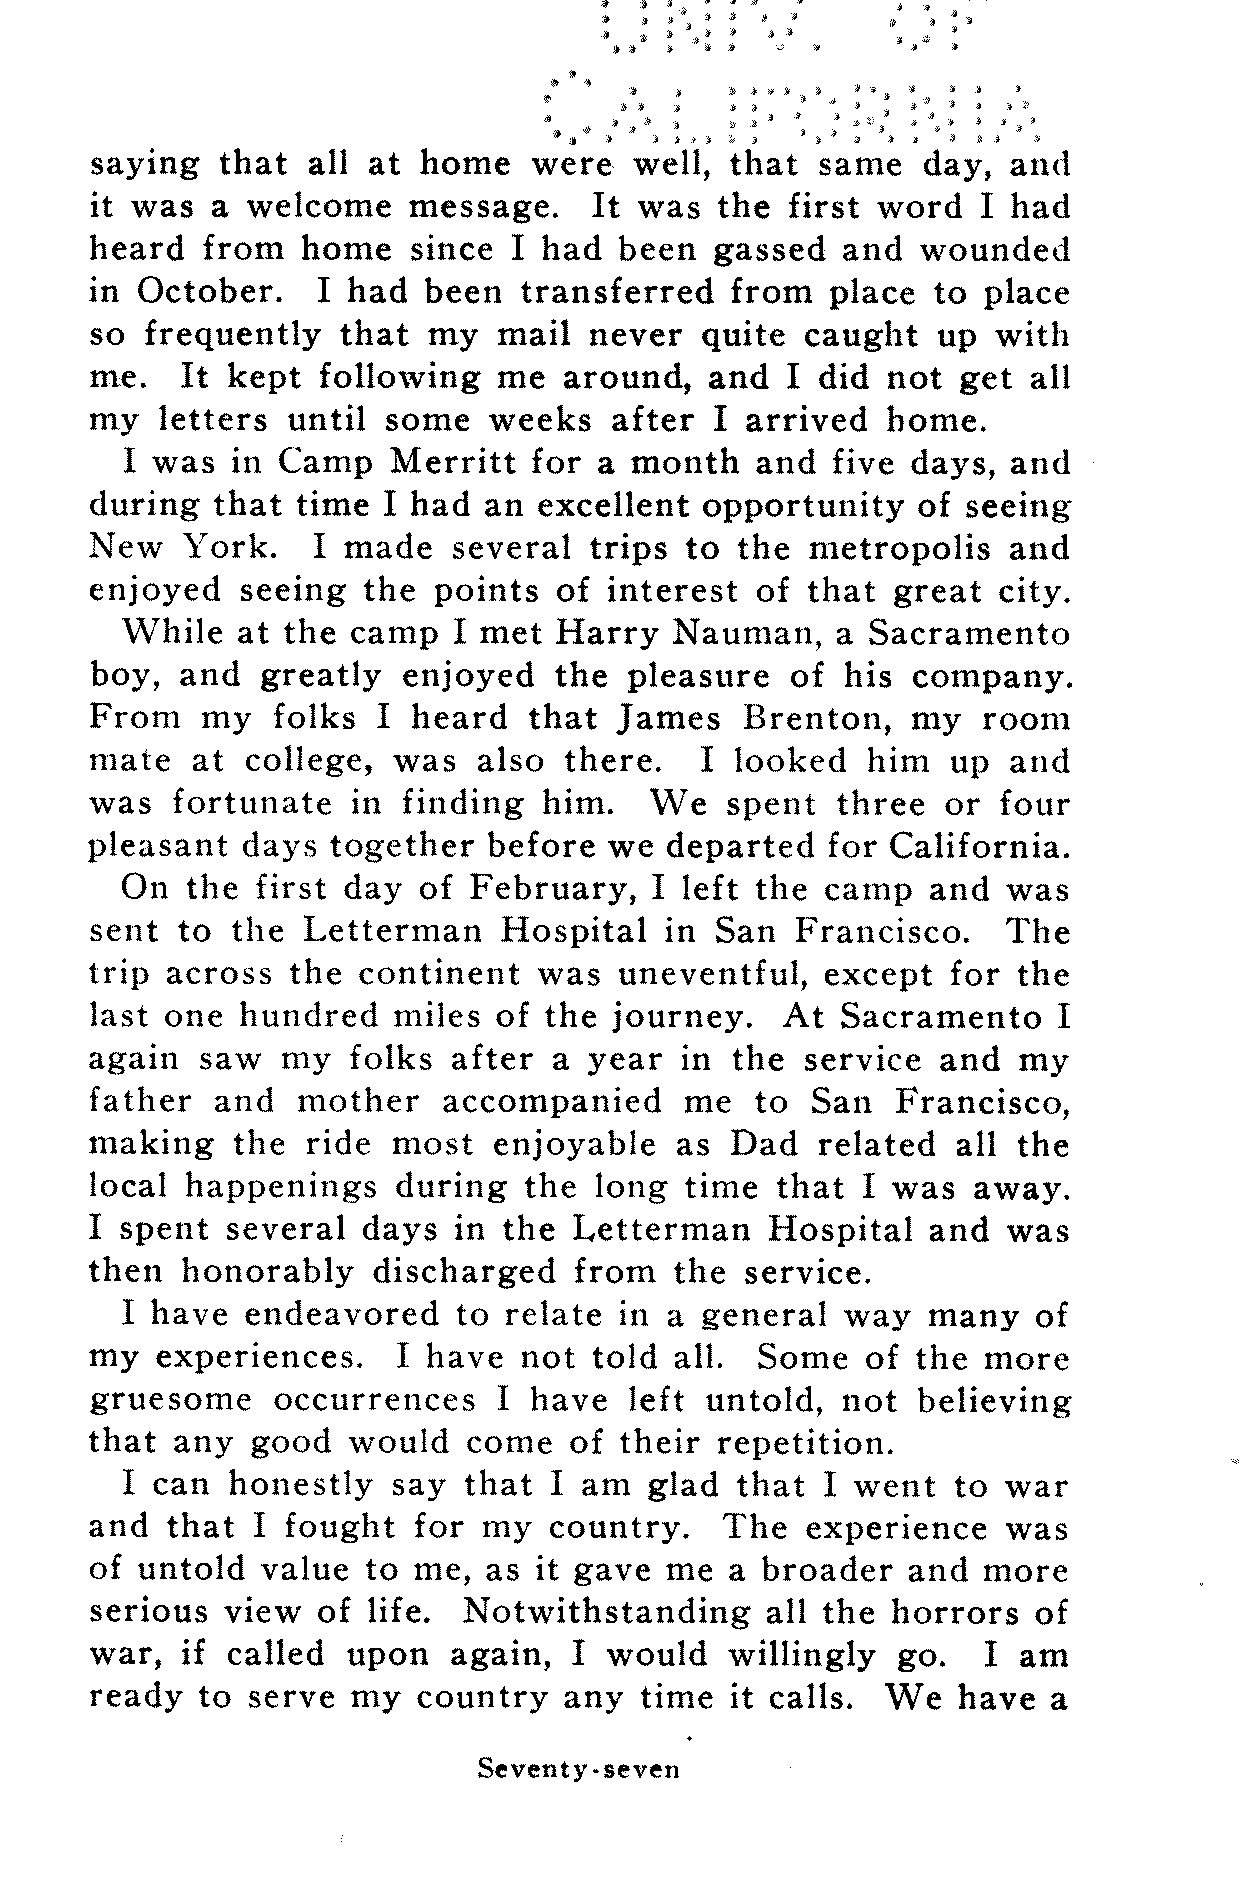 UNIV. OF
CALIFORNIA
saying that all at home were well, that same day, and
it was a welcome message. It was the first word I had
heard from home since I had been gassed and wounded
in October. I had been transferred from place to place
so frequently that my mail never quite caught up with
me. It kept following me around, and I did not get all
my letters until some weeks after I arrived home.
I was in Camp Merritt for a month and five days, and
during that time I had an excellent opportunity of seeing
New York. I made several trips to the metropolis and
enjoyed seeing the points of interest of that great city.
While at the camp I met Harry Nauman, a Sacramento
boy, and greatly enjoyed the pleasure of his company.
From my folks I heard that James Brenton, my room
mate at college, was also there. I looked him up and
was fortunate in finding him. We spent three or four
pleasant days together before we departed for California.
On the first day of February, I left the camp and was
sent to the Letterman Hospital in San Francisco. The
trip across the continent was uneventful, except for the
last one hundred miles of the journey. At Sacramento I
again saw my folks after a year in the service and my
father and mother accompanied me to San Francisco,
making the ride most enjoyable as Dad related all the
local happenings during the long time that I was away.
I spent several days in the Letterman Hospital and was
then honorably discharged from the service.
I have endeavored to relate in a general way many of
my experiences. I have not told all. Some of the more
gruesome occurrences I have left untold, not believing
that any good would come of their repetition.
I can honestly say that I am glad that I went to war
and that I fought for my country. The experience was
of untold value to me, as it gave me a broader and more
serious view of life. Notwithstanding all the horrors of
war, if called upon again, I would willingly go. I am
ready to serve my country any time it calls. We have a
Seventy-seven